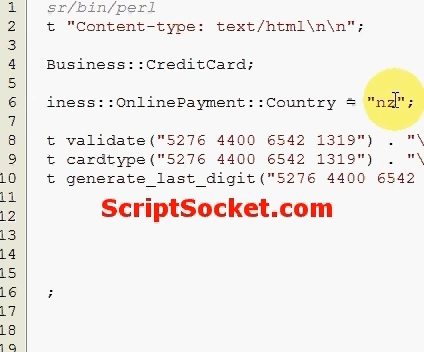 1 sr/bin/perl
2 t "Content-type: text/html\n\n";
3
4 Business::CreditCard;
5
6 iness::OnlinePayment::Country = "nz";
7
8 t validate("5276 4400 6542 1319") . "\
9 t cardtype("5276 4400 6542 1319") . "\
10 t generate_last_digit("5276 4400 6542
11
12 ScriptSocket.com
13
14
15
16 ;
17
18
19